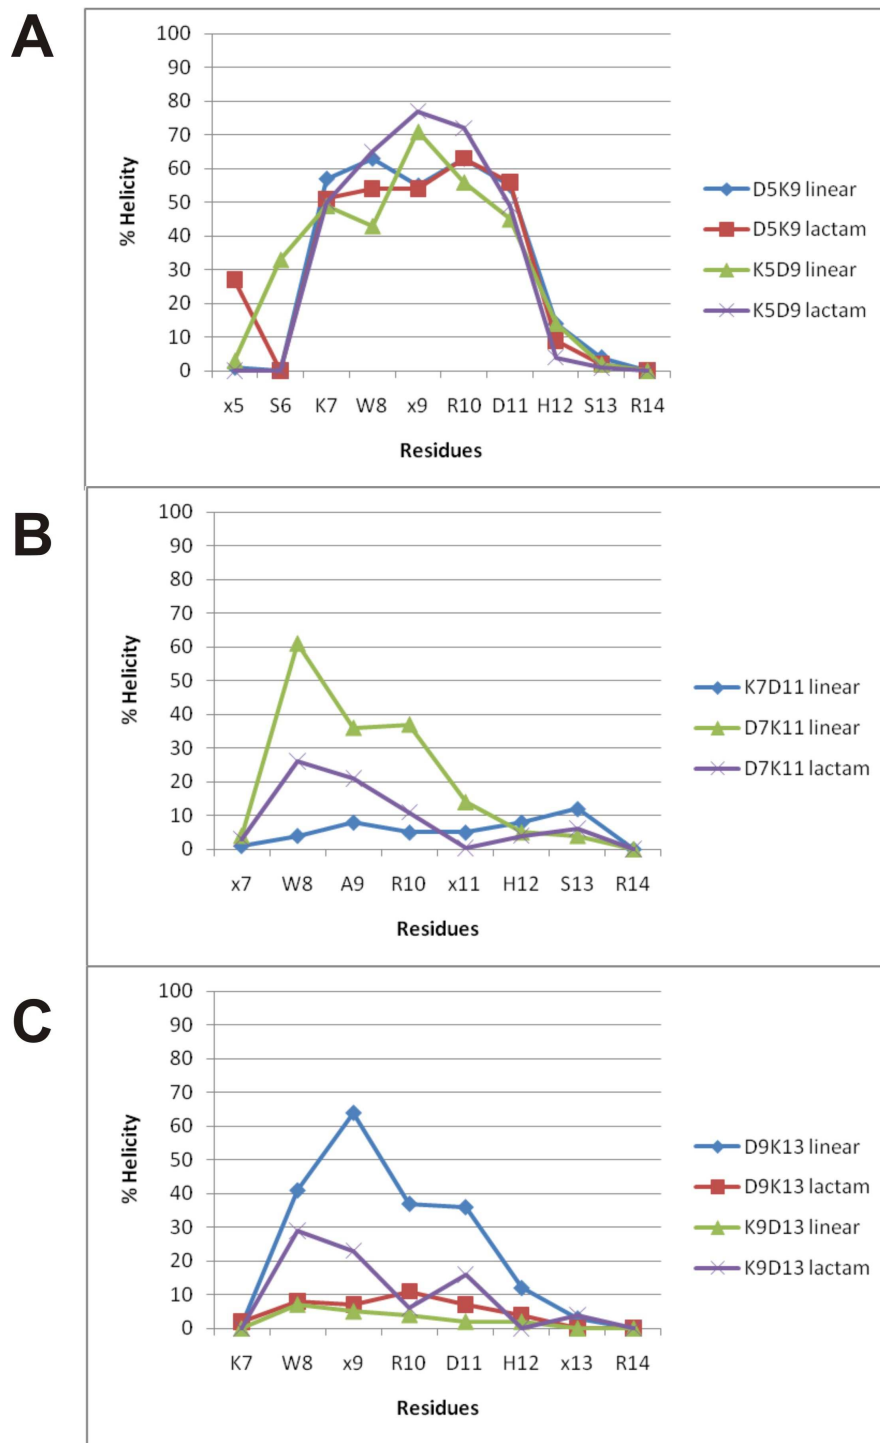 A
100
90
80
70
60
50
40
30
20
10
0
% Helicity
x5 S6 K7 W8 x9 R10 D11 H12 S13 R14
Residues
D5K9 linear
D5K9 lactam
K5D9 linear
K5D9 lactam
B
100
90
80
70
60
50
40
30
20
10
0
% Helicity
x7 W8 A9 R10 x11 H12 S13 R14
Residues
K7D11 linear
D7K11 linear
D7K11 lactam
C
100
90
80
70
60
50
40
30
20
10
0
% Helicity
K7 W8 x9 R10 D11 H12 x13 R14
Residues
D9K13 linear
D9K13 lactam
K9D13 linear
K9D13 lactam